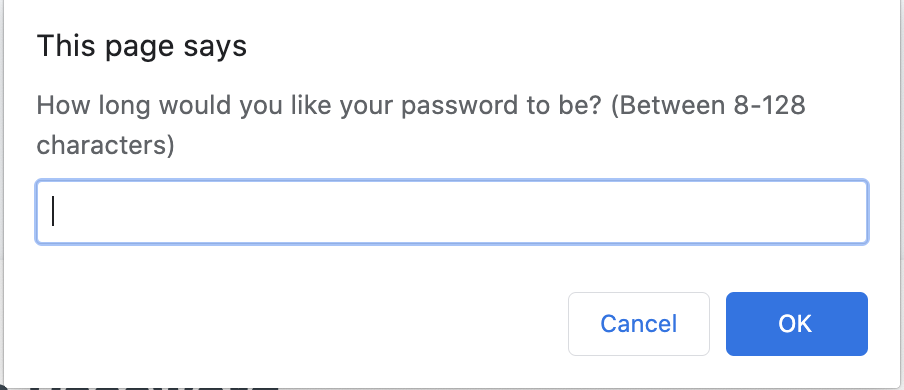 This page says
How long would you like your password to be? (Between 8-128
characters)
Cancel
OK